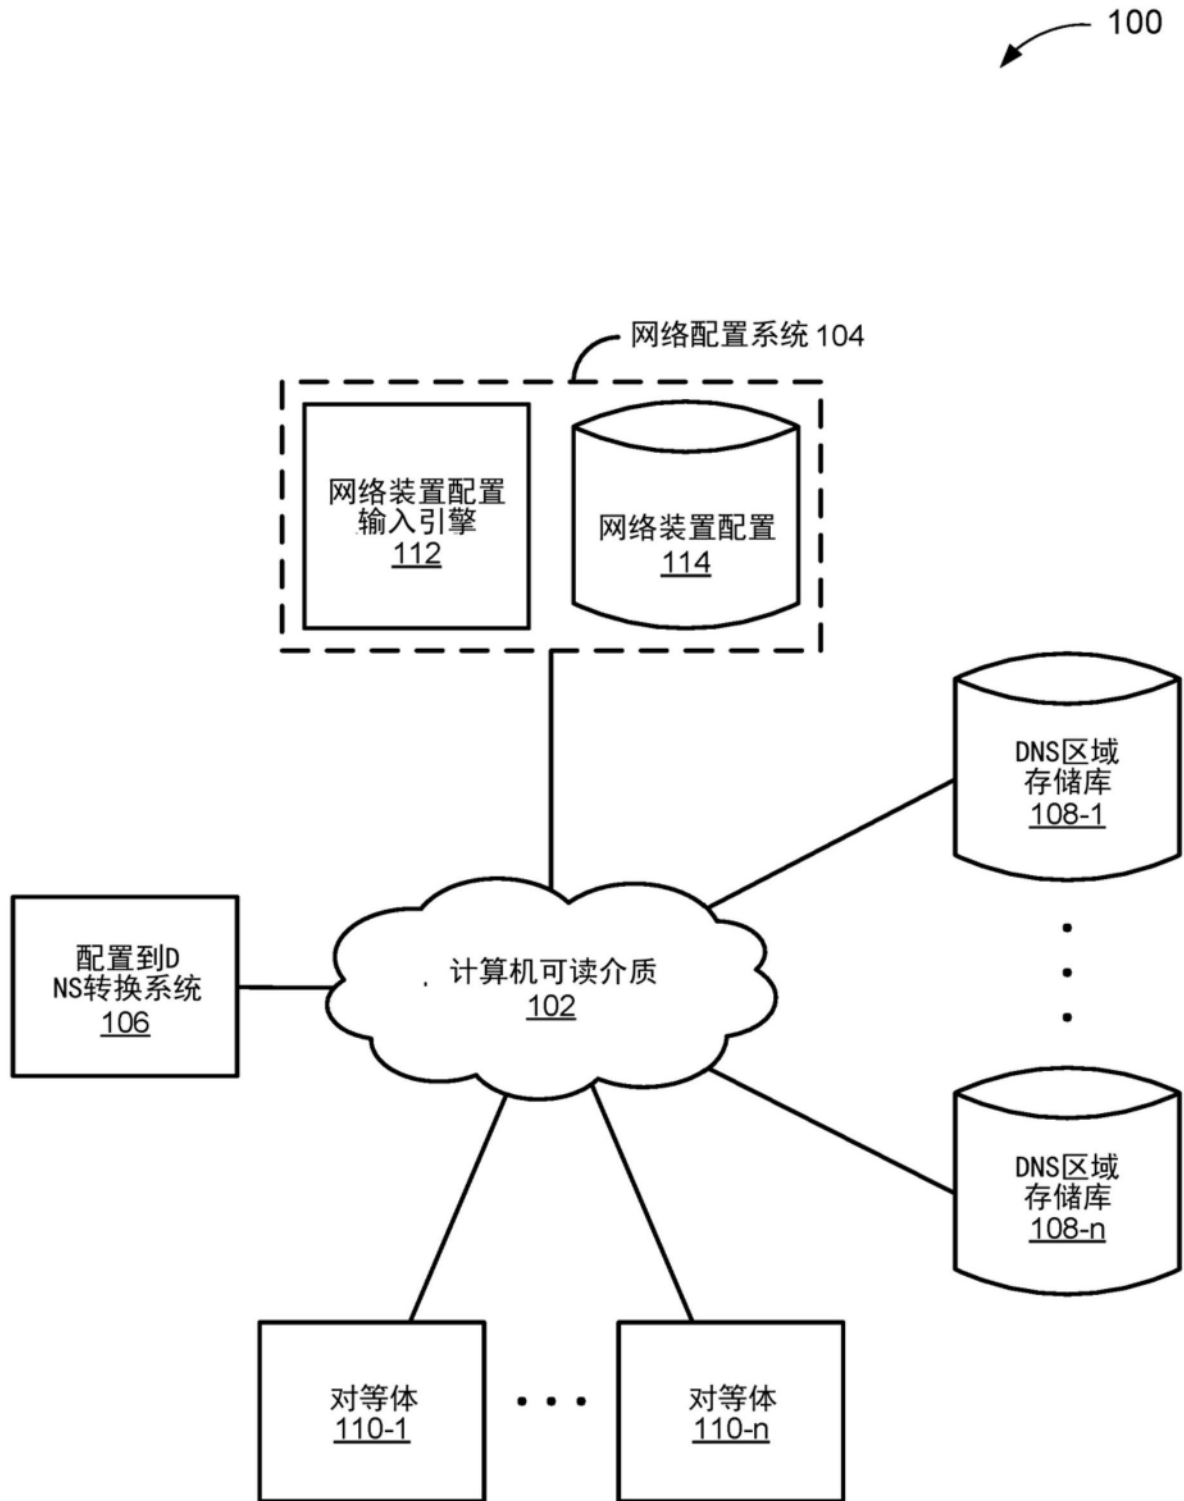 100
网络配置系统 104
网络装置配置
输入引擎
112
网络装置配置
114
DNS区域
存储库
108-1
配置到D
NS转换系统
106
计算机可读介质
102
DNS区域
存储库
108-n
对等体
110-1
对等体
110-n